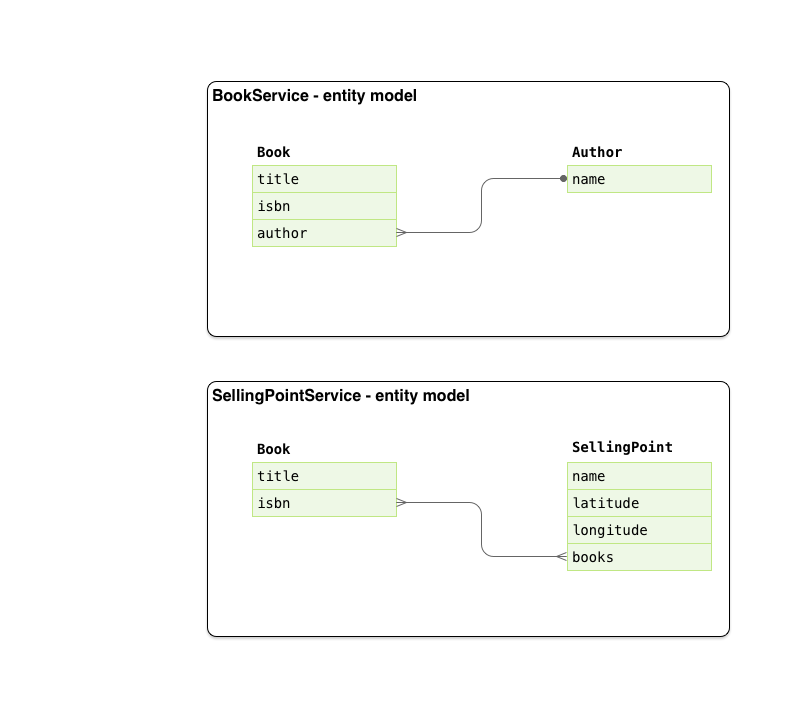 BookService - entity model
Book
title
isbn
author
Author
name
SellingPointService - entity model
Book
title
isbn
SellingPoint
name
latitude
longitude
books